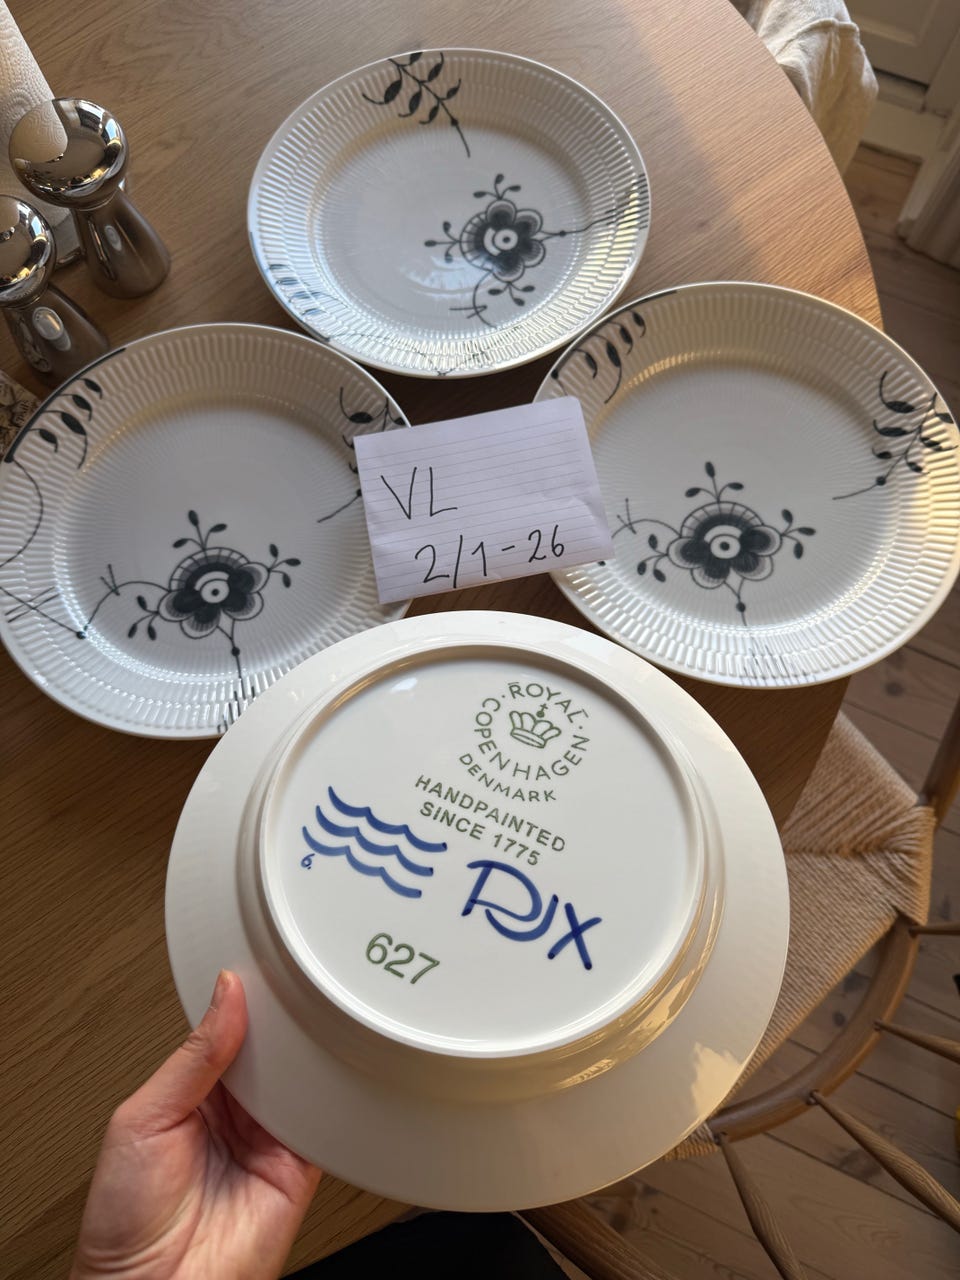 VL
2/1-26
ROYAL
COPENHAGEN
DENMARK
HANDPAINTED
SINCE 1775
6.
627